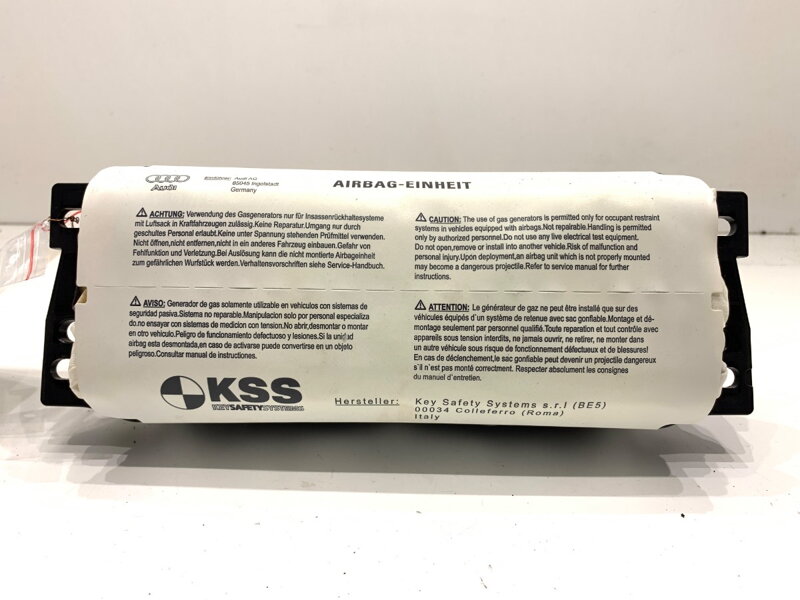 Audi
Einführer: Audi AG
85045 Ingolstadt
Germany
AIRBAG-EINHEIT
ACHTUNG: Verwendung des Gasgenerators nur für Insassenrückhaltesysteme
mit Luftsack in Kraftfahrzeugen zulässig.Keine Reparatur.Umgang nur durch
geschultes Personal erlaubt.Keine unter Spannung stehenden Prüfmittel verwenden.
Nicht öffnen,nicht entfernen,nicht in ein anderes Fahrzeug einbauen.Gefahr von
Fehlfunktion und Verletzung.Bei Auslösung kann die nicht montierte Airbageinheit
zum gefährlichen Wurfstück werden.Verhaltensvorschriften siehe Service-Handbuch.
CAUTION: The use of gas generators is permitted only for occupant restraint
systems in vehicles equipped with airbags.Not repairable.Handling is permitted
only by authorized personnel.Do not use any live electrical test equipment.
Do not open,remove or install into another vehicle.Risk of malfunction and
personal injury.Upon deployment,an airbag unit which is not properly mounted
may become a dangerous projectile.Refer to service manual for further
instructions.
AVISO: Generador de gas solamente utilizable en vehículos con sistemas de
seguridad pasiva.Sistema no reparable.Manipulacion solo por personal especializa
do.no ensayar con sistemas de medicion con tension.No abrir,desmontar o montar
en otro vehículo.Peligro de funcionamiento defectuoso y lesiones.Si la unidad
airbag esta desmontada,en caso de activarse puede convertirse en un objeto
peligroso.Consultar manual de instrucciones.
ATTENTION: Le générateur de gaz ne peut être installé que sur des
véhicules équipés d'un système de retenue avec sac gonflable.Montage et dé-
montage seulement par personnel qualifié.Toute reparation et tout contrôle avec
appareils sous tension interdits, ne jamais ouvrir, ne retirer, ne monter dans
un autre véhicule sous risque de fonctionnement défectueux et de blessures!
En cas de déclenchement,le sac gonflable peut devenir un projectile dangereux
s'il n'est pas monté correctment. Respecter absolument les consignes
du manuel d'entretien.
KSS
KEYSAFETYSYSTEMS
Hersteller: Key Safety Systems s.r.l (BE5)
00034 Colleferro (Roma)
Italy